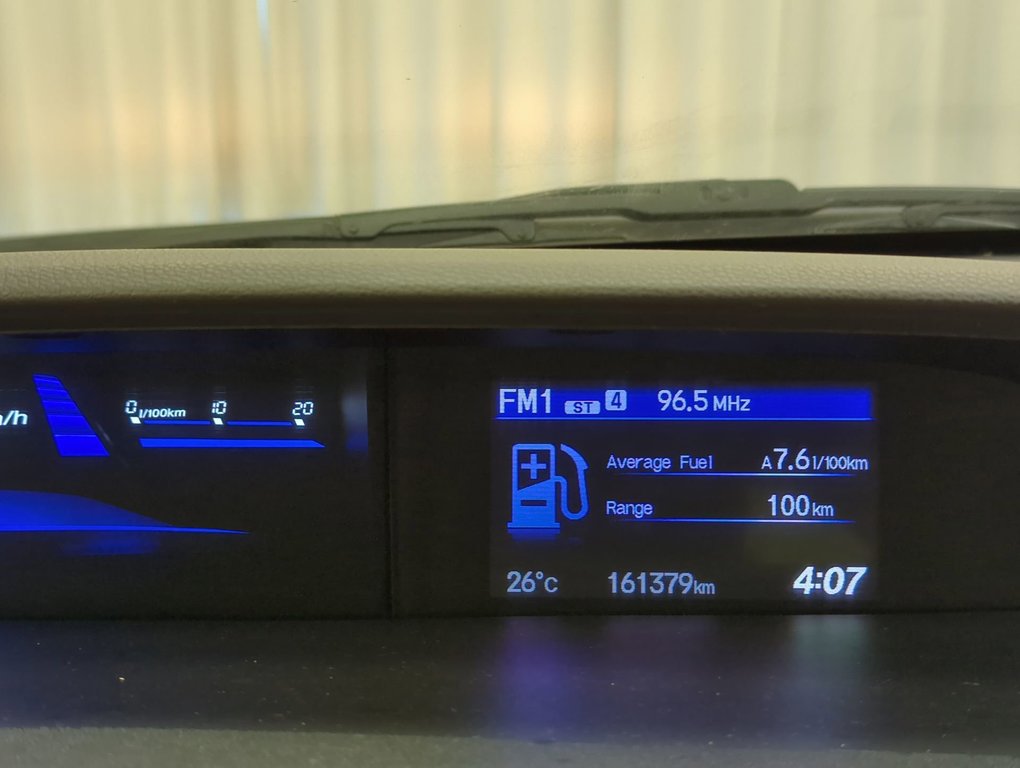 FM1 ST 4 96.5 MHz
/h 0 l/100km 10 20
Average Fuel A 7.6 l/100km
Range 100 km
26°C 161379 km 4:07